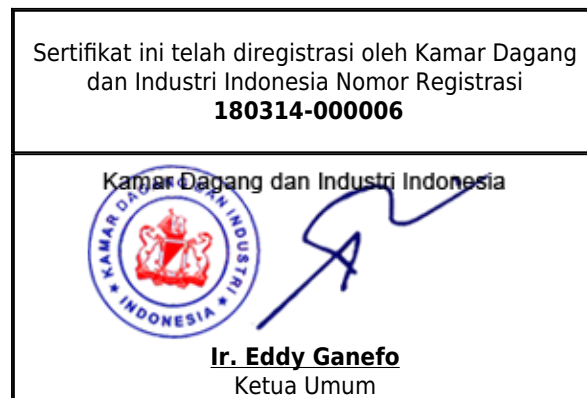 Sertifikat ini telah diregistrasi oleh Kamar Dagang
dan Industri Indonesia Nomor Registrasi
180314-000006
Kamar Dagang dan Industri Indonesia
KAMAR DAGANG DAN INDUSTRI
INDONESIA
Ir. Eddy Ganefo
Ketua Umum